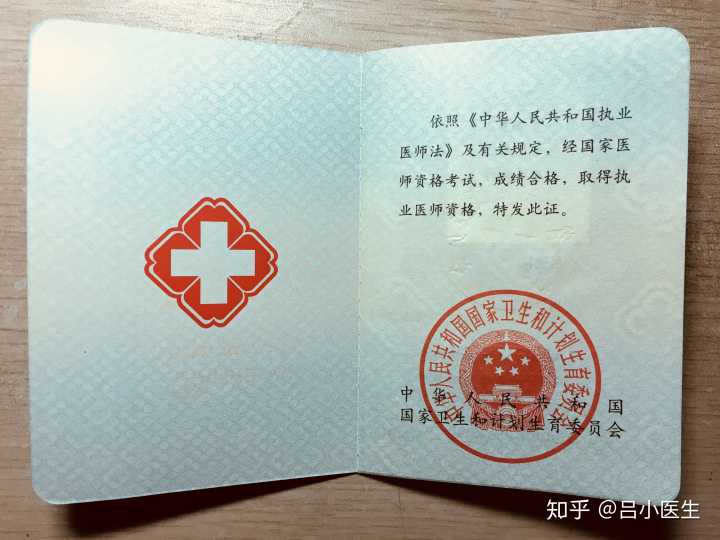 依照《中华人民共和国执业
医师法》及有关规定，经国家医
师资格考试，成绩合格，取得执
业医师资格，特发此证。
中华人民共和国国家卫生和计划生育委员会
中华人民共和国
国家卫生和计划生育委员会
知乎 @吕小医生